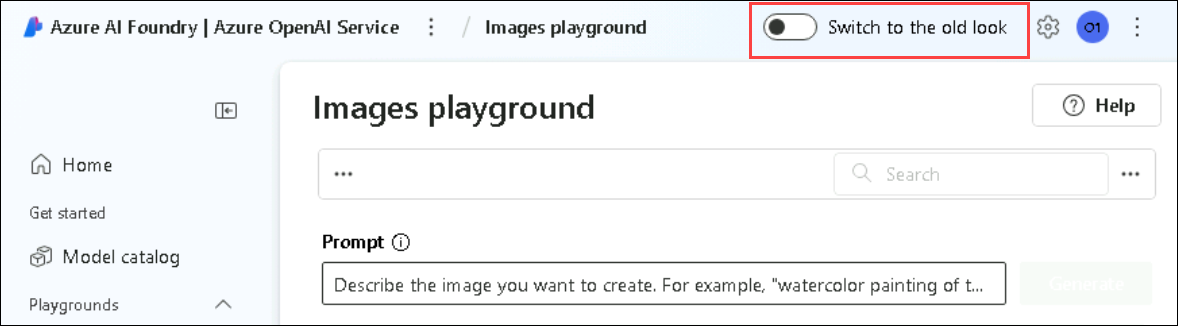 Azure AI Foundry | Azure OpenAI Service / Images playground Switch to the old look 01
Images playground Help
Home
... Search ...
Get started
Prompt
Model catalog
Describe the image you want to create. For example, "watercolor painting of t... Generate
Playgrounds